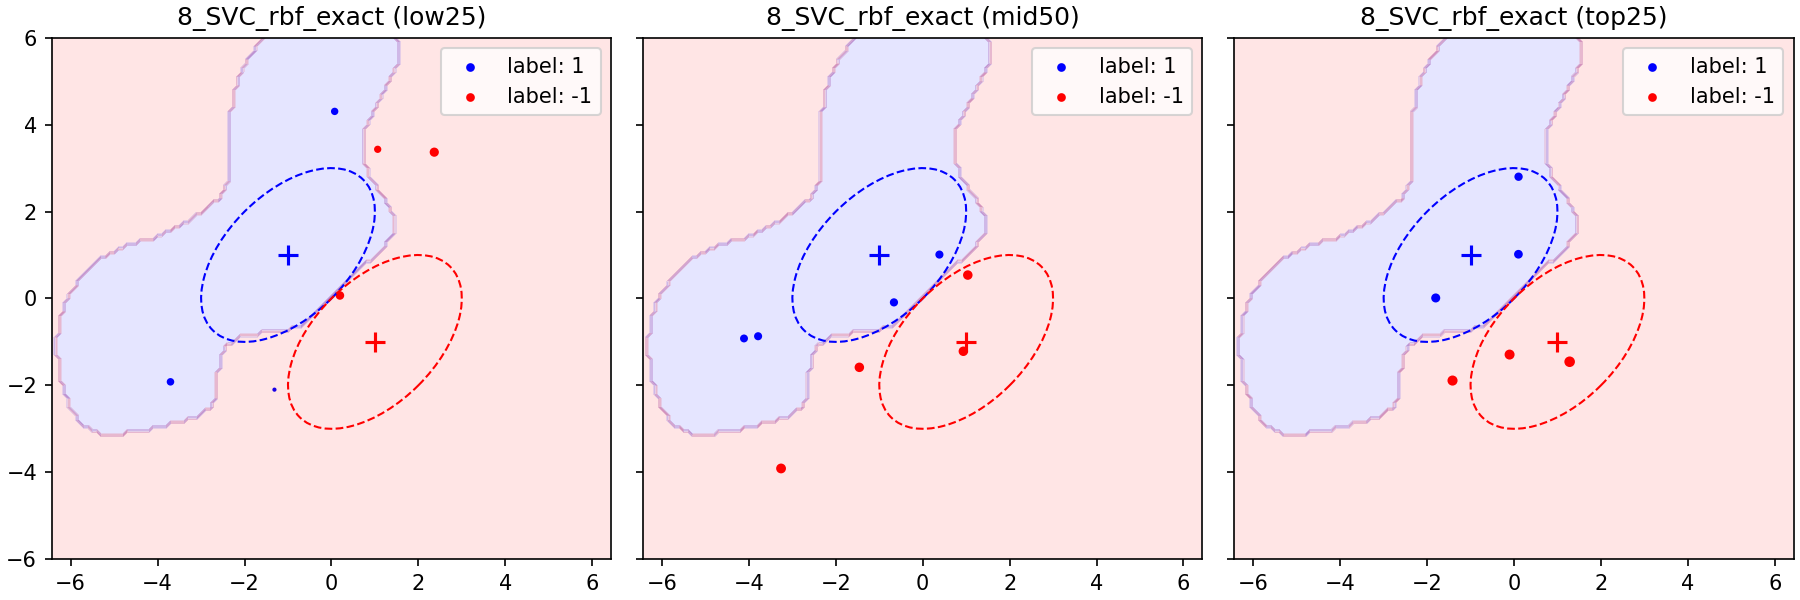 8_SVC_rbf_exact (low25)
8_SVC_rbf_exact (mid50)
8_SVC_rbf_exact (top25)
label: 1
label: -1
label: 1
label: -1
label: 1
label: -1
6
4
2
0
−2
−4
−6
−6 −4 −2 0 2 4 6
−6 −4 −2 0 2 4 6
−6 −4 −2 0 2 4 6